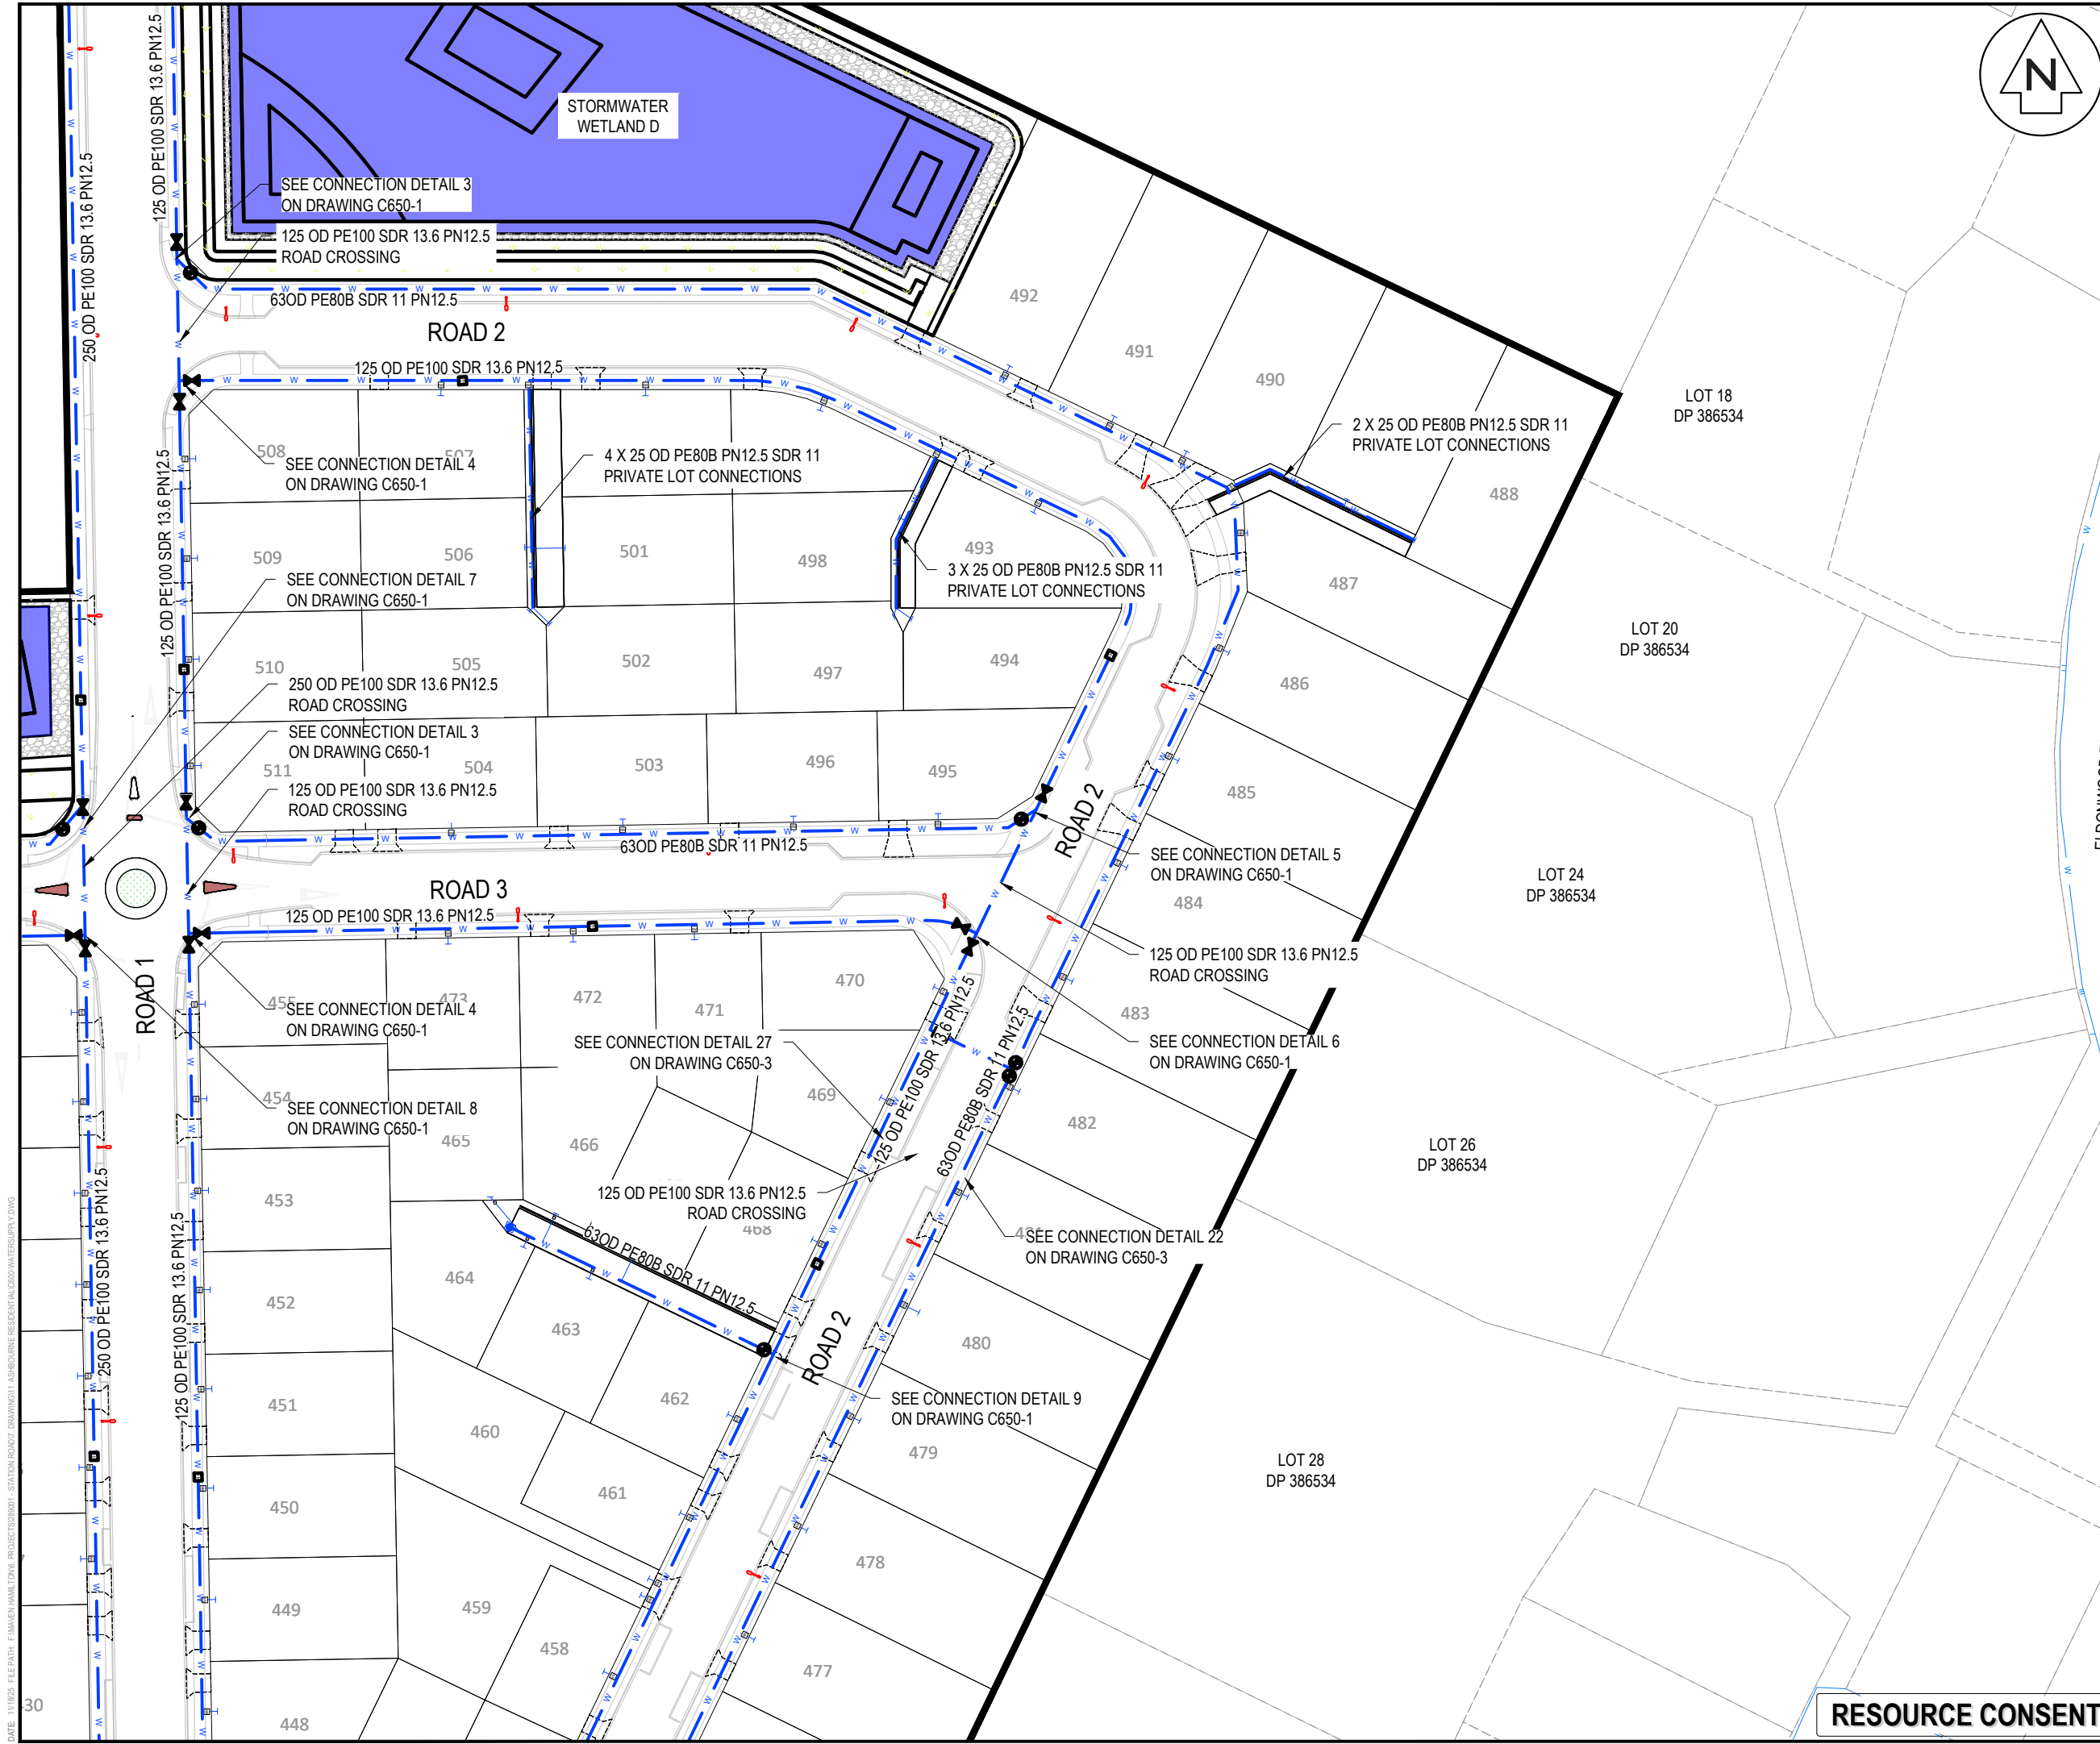 N
STORMWATER
WETLAND D
125 OD PE100 SDR 13.6 PN12.5
250 OD PE100 SDR 13.6 PN12.5
SEE CONNECTION DETAIL 3
ON DRAWING C650-1
125 OD PE100 SDR 13.6 PN12.5
ROAD CROSSING
63OD PE80B SDR 11 PN12.5
ROAD 2
125 OD PE100 SDR 13.6 PN12.5
492
491
490
LOT 18
DP 386534
2 X 25 OD PE80B PN12.5 SDR 11
PRIVATE LOT CONNECTIONS
488
508
507
SEE CONNECTION DETAIL 4
ON DRAWING C650-1
4 X 25 OD PE80B PN12.5 SDR 11
PRIVATE LOT CONNECTIONS
125 OD PE100 SDR 13.6 PN12.5
509
506
501
498
493
3 X 25 OD PE80B PN12.5 SDR 11
PRIVATE LOT CONNECTIONS
487
SEE CONNECTION DETAIL 7
ON DRAWING C650-1
LOT 20
DP 386534
510
505
502
497
494
486
250 OD PE100 SDR 13.6 PN12.5
ROAD CROSSING
SEE CONNECTION DETAIL 3
ON DRAWING C650-1
511
504
503
496
495
485
125 OD PE100 SDR 13.6 PN12.5
ROAD CROSSING
ROAD 2
63OD PE80B SDR 11 PN12.5
SEE CONNECTION DETAIL 5
ON DRAWING C650-1
LOT 24
DP 386534
ROAD 3
484
125 OD PE100 SDR 13.6 PN12.5
125 OD PE100 SDR 13.6 PN12.5
ROAD CROSSING
ROAD 1
455
473
472
471
470
483
SEE CONNECTION DETAIL 4
ON DRAWING C650-1
SEE CONNECTION DETAIL 27
ON DRAWING C650-3
SEE CONNECTION DETAIL 6
ON DRAWING C650-1
125 OD PE100 SDR 13.6 PN12.5
63OD PE80B SDR 11 PN12.5
454
SEE CONNECTION DETAIL 8
ON DRAWING C650-1
465
466
469
482
LOT 26
DP 386534
453
125 OD PE100 SDR 13.6 PN12.5
ROAD CROSSING
468
SEE CONNECTION DETAIL 22
ON DRAWING C650-3
250 OD PE100 SDR 13.6 PN12.5
125 OD PE100 SDR 13.6 PN12.5
63OD PE80B SDR 11 PN12.5
452
464
463
480
ROAD 2
451
462
SEE CONNECTION DETAIL 9
ON DRAWING C650-1
460
479
LOT 28
DP 386534
450
461
478
449
459
458
477
448
RESOURCE CONSENT